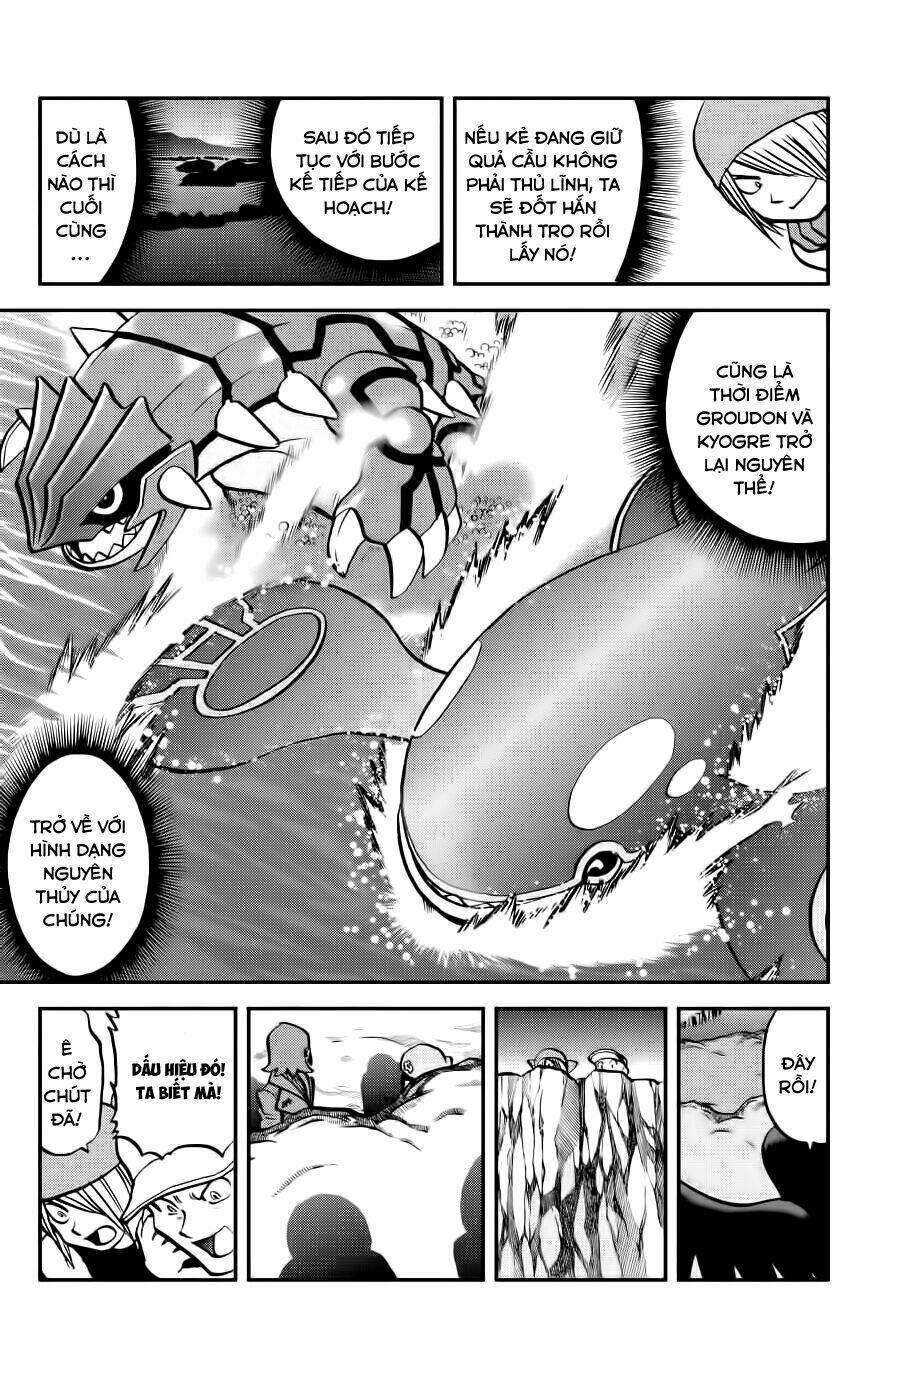 NẾU KẺ ĐANG GIỮ
QUẢ CẦU KHÔNG
PHẢI THỦ LĨNH, TA
SẼ ĐỐT HẮN
THÀNH TRO RỒI
LẤY NÓ!
SAU ĐÓ TIẾP
TỤC VỚI BƯỚC
KẾ TIẾP CỦA KẾ
HOẠCH!
DÙ LÀ
CÁCH
NÀO THÌ
CUỐI
CÙNG
...
CŨNG LÀ
THỜI ĐIỂM
GROUDON VÀ
KYOGRE TRỞ
LẠI NGUYÊN
THỂ!
TRỞ VỀ VỚI
HÌNH DẠNG
NGUYÊN
THỦY CỦA
CHÚNG!
ĐÂY
RỒI!
DẤU HIỆU ĐÓ!
TA BIẾT MÀ!
Ê
CHỜ
CHÚT
ĐÃ!